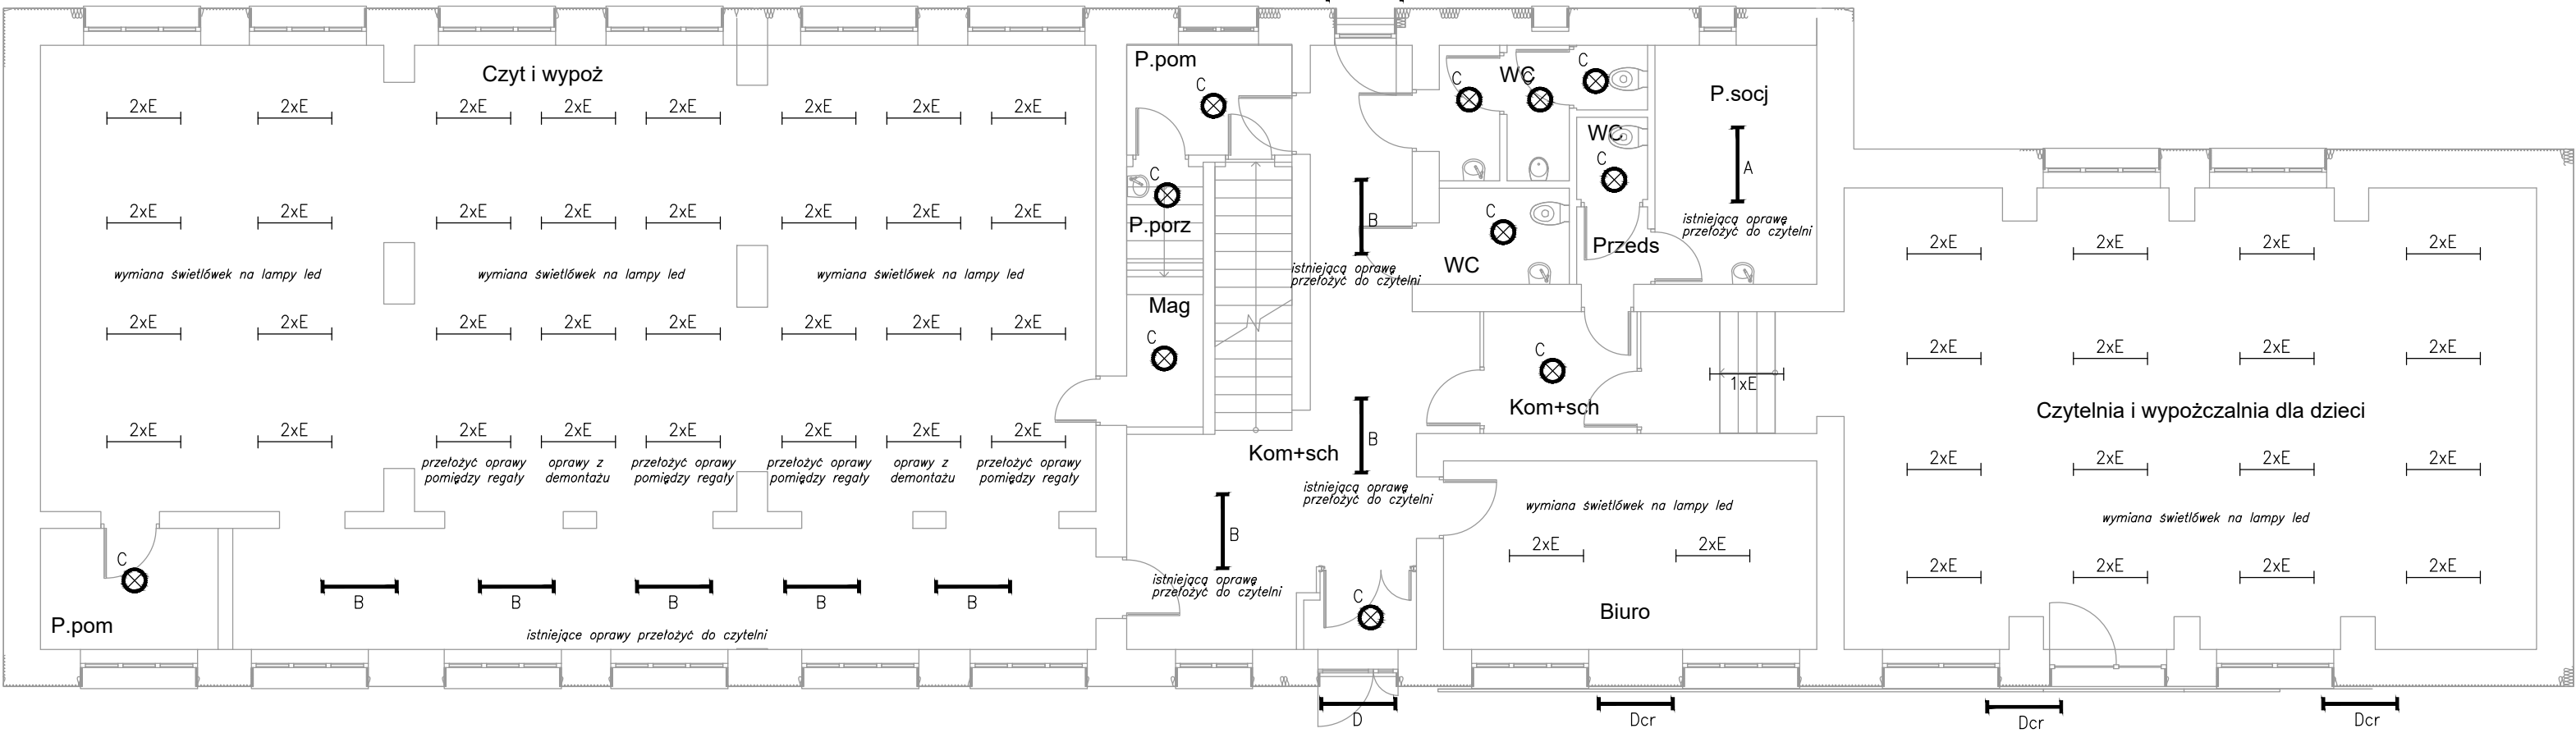 Czyt i wypoż
2xE 2xE 2xE 2xE 2xE 2xE 2xE 2xE
2xE 2xE 2xE 2xE 2xE 2xE 2xE 2xE
wymiana świetlówek na lampy led
wymiana świetlówek na lampy led
wymiana świetlówek na lampy led
2xE 2xE 2xE 2xE 2xE 2xE 2xE 2xE
2xE 2xE 2xE 2xE 2xE 2xE 2xE 2xE
przełożyć oprawy
pomiędzy regały
oprawy z
demontażu
przełożyć oprawy
pomiędzy regały
przełożyć oprawy
pomiędzy regały
oprawy z
demontażu
przełożyć oprawy
pomiędzy regały
C
P.pom
B B B B B
istniejące oprawy przełożyć do czytelni
P.pom
C
C
P.porz
Mag
C
B
istniejącą oprawę
przełożyć do czytelni
Kom+sch
B
istniejącą oprawę
przełożyć do czytelni
B
istniejącą oprawę
przełożyć do czytelni
C
D
C
WC
C
C
WC
C
C
WC
Przeds
P.socj
A
istniejącą oprawę
przełożyć do czytelni
C
Kom+sch
1xE
wymiana świetlówek na lampy led
2xE 2xE
Biuro
Dcr
2xE 2xE 2xE 2xE
2xE 2xE 2xE 2xE
Czytelnia i wypożczalnia dla dzieci
2xE 2xE 2xE 2xE
wymiana świetlówek na lampy led
2xE 2xE 2xE 2xE
Dcr
Dcr